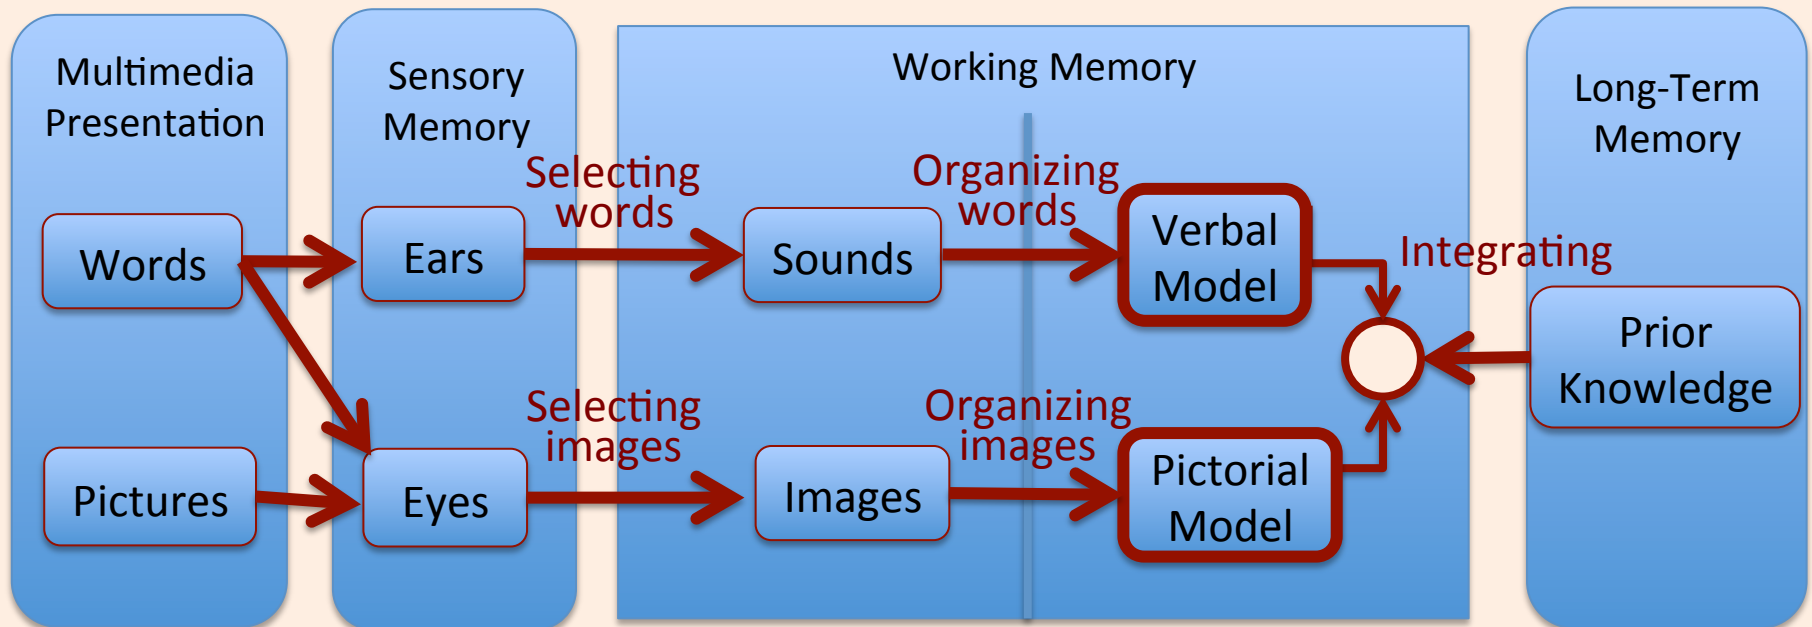 Multimedia
Presentation
Sensory
Memory
Working Memory
Long-Term
Memory
Selecting
words
Organizing
words
Words
Ears
Sounds
Verbal
Model
Integrating
Prior
Knowledge
Selecting
images
Organizing
images
Pictures
Eyes
Images
Pictorial
Model